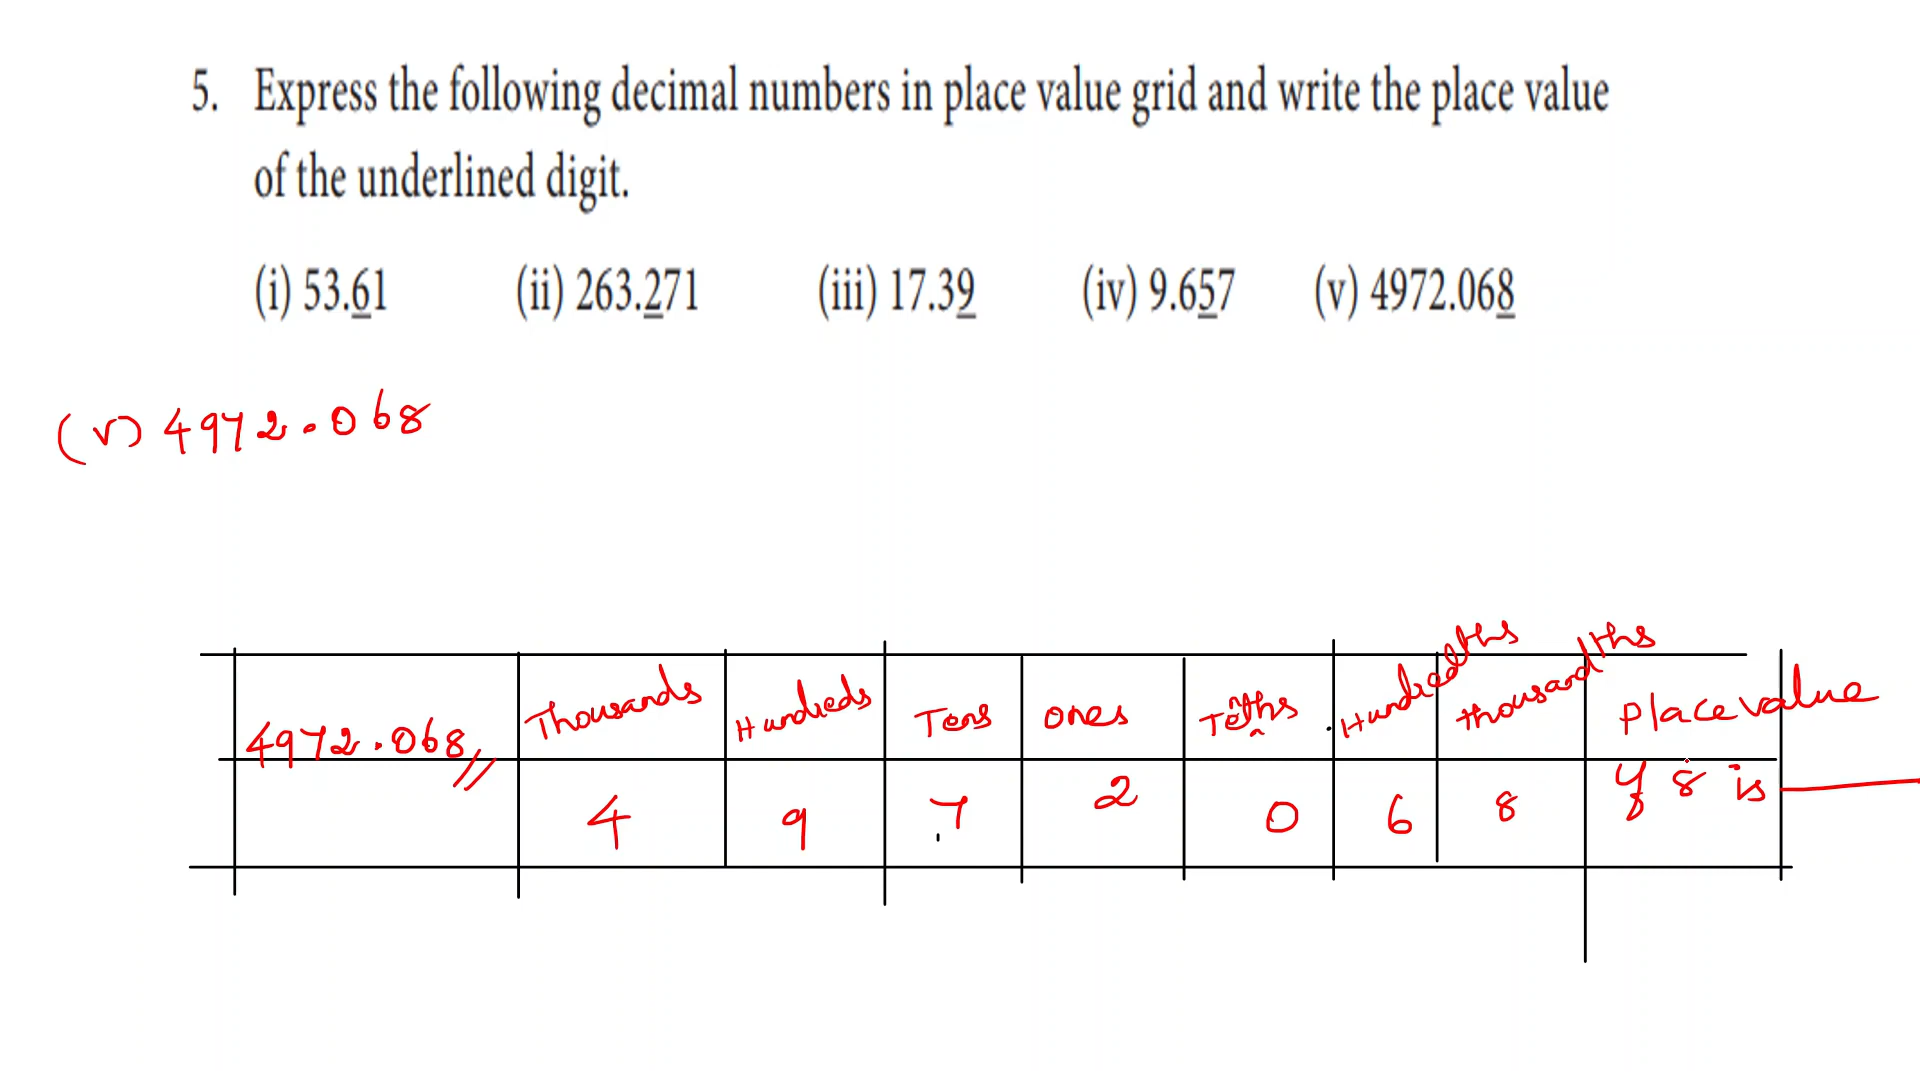 5. Express the following decimal numbers in place value grid and write the place value
of the underlined digit.
(i) 53.61 (ii) 263.271 (iii) 17.39 (iv) 9.657 (v) 4972.068
(v) 4972.068
4972.068 Thousands Hundreds Tens ones Tenths Hundredths thousandths place value
4 9 7 2 0 6 8 of 8 is